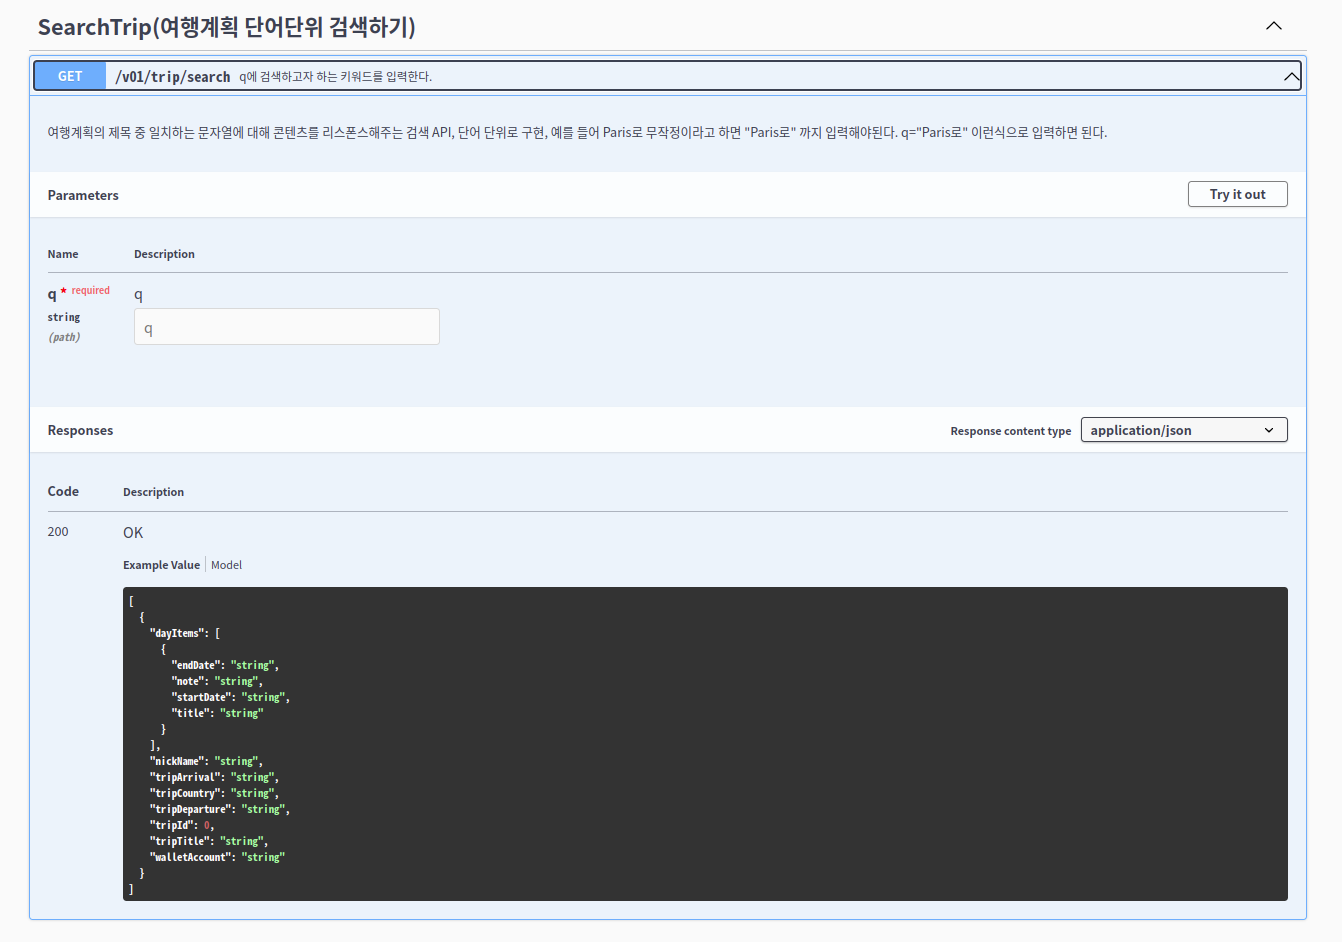 SearchTrip(여행계획 단어단위 검색하기)
GET /v01/trip/search q에 검색하고자 하는 키워드를 입력한다.
여행계획의 제목 중 일치하는 문자열에 대해 콘텐츠를 리스폰스해주는 검색 API, 단어 단위로 구현, 예를 들어 Paris로 무작정이라고 하면 "Paris로" 까지 입력해야된다. q="Paris로" 이런식으로 입력하면 된다.
Parameters Try it out
Name Description
q * required q
string q
(path)
Responses Response content type application/json
Code Description
200 OK
Example Value Model
[
{
"dayItems": [
{
"endDate": "string",
"note": "string",
"startDate": "string",
"title": "string"
}
],
"nickName": "string",
"tripArrival": "string",
"tripCountry": "string",
"tripDeparture": "string",
"tripId": 0,
"tripTitle": "string",
"walletAccount": "string"
}
]